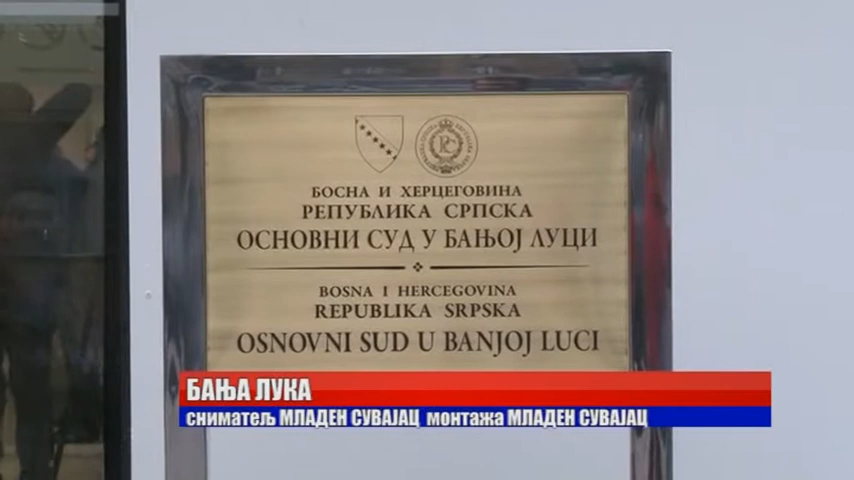 БОСНА И ХЕРЦЕГОВИНА
РЕПУБЛИКА СРПСКА
ОСНОВНИ СУД У БАЊОЈ ЛУЦИ
BOSNA I HERCEGOVINA
REPUBLIKA SRPSKA
OSNOVNI SUD U BANJOJ LUCI
БАЊА ЛУКА
сниматељ МЛАДЕН СУВАЈАЦ монтажа МЛАДЕН СУВАЈАЦ